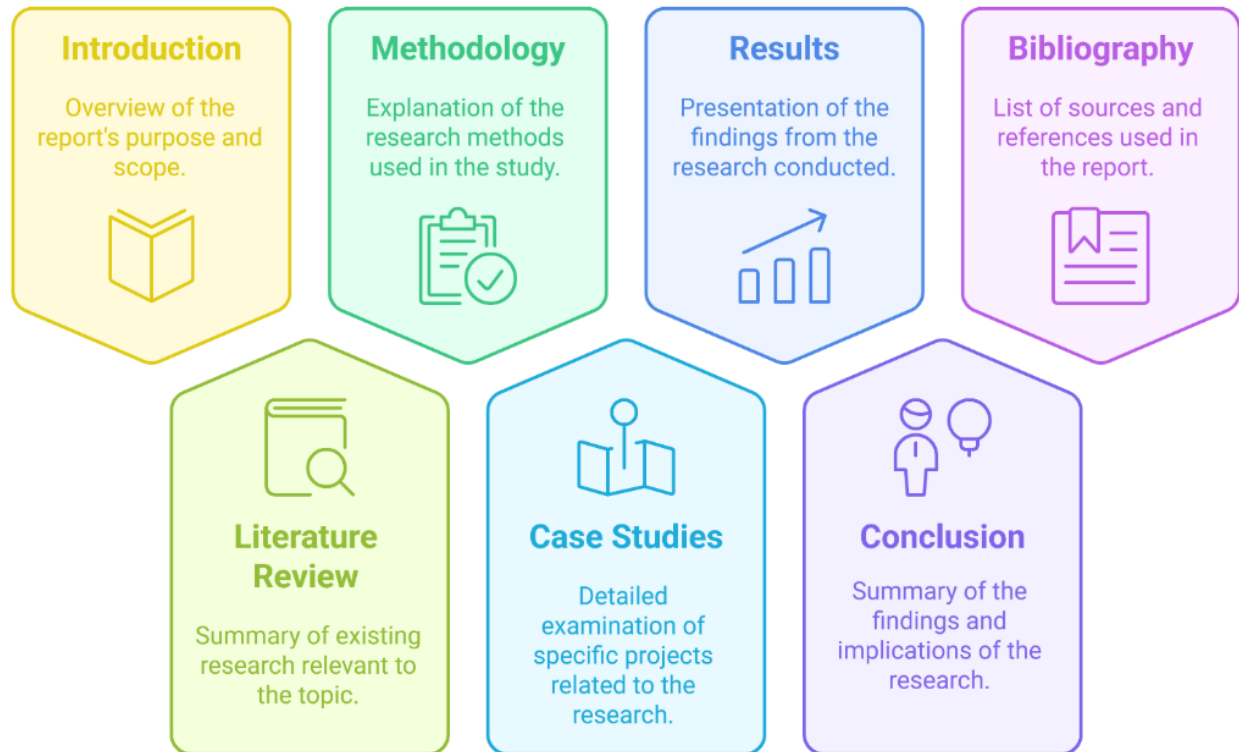 Introduction
Overview of the
report's purpose and
scope.
Literature
Review
Summary of existing
research relevant to
the topic.
Methodology
Explanation of the
research methods
used in the study.
Case Studies
Detailed
examination of
specific projects
related to the
research.
Results
Presentation of the
findings from the
research conducted.
Conclusion
Summary of the
findings and
implications of the
research.
Bibliography
List of sources and
references used in
the report.